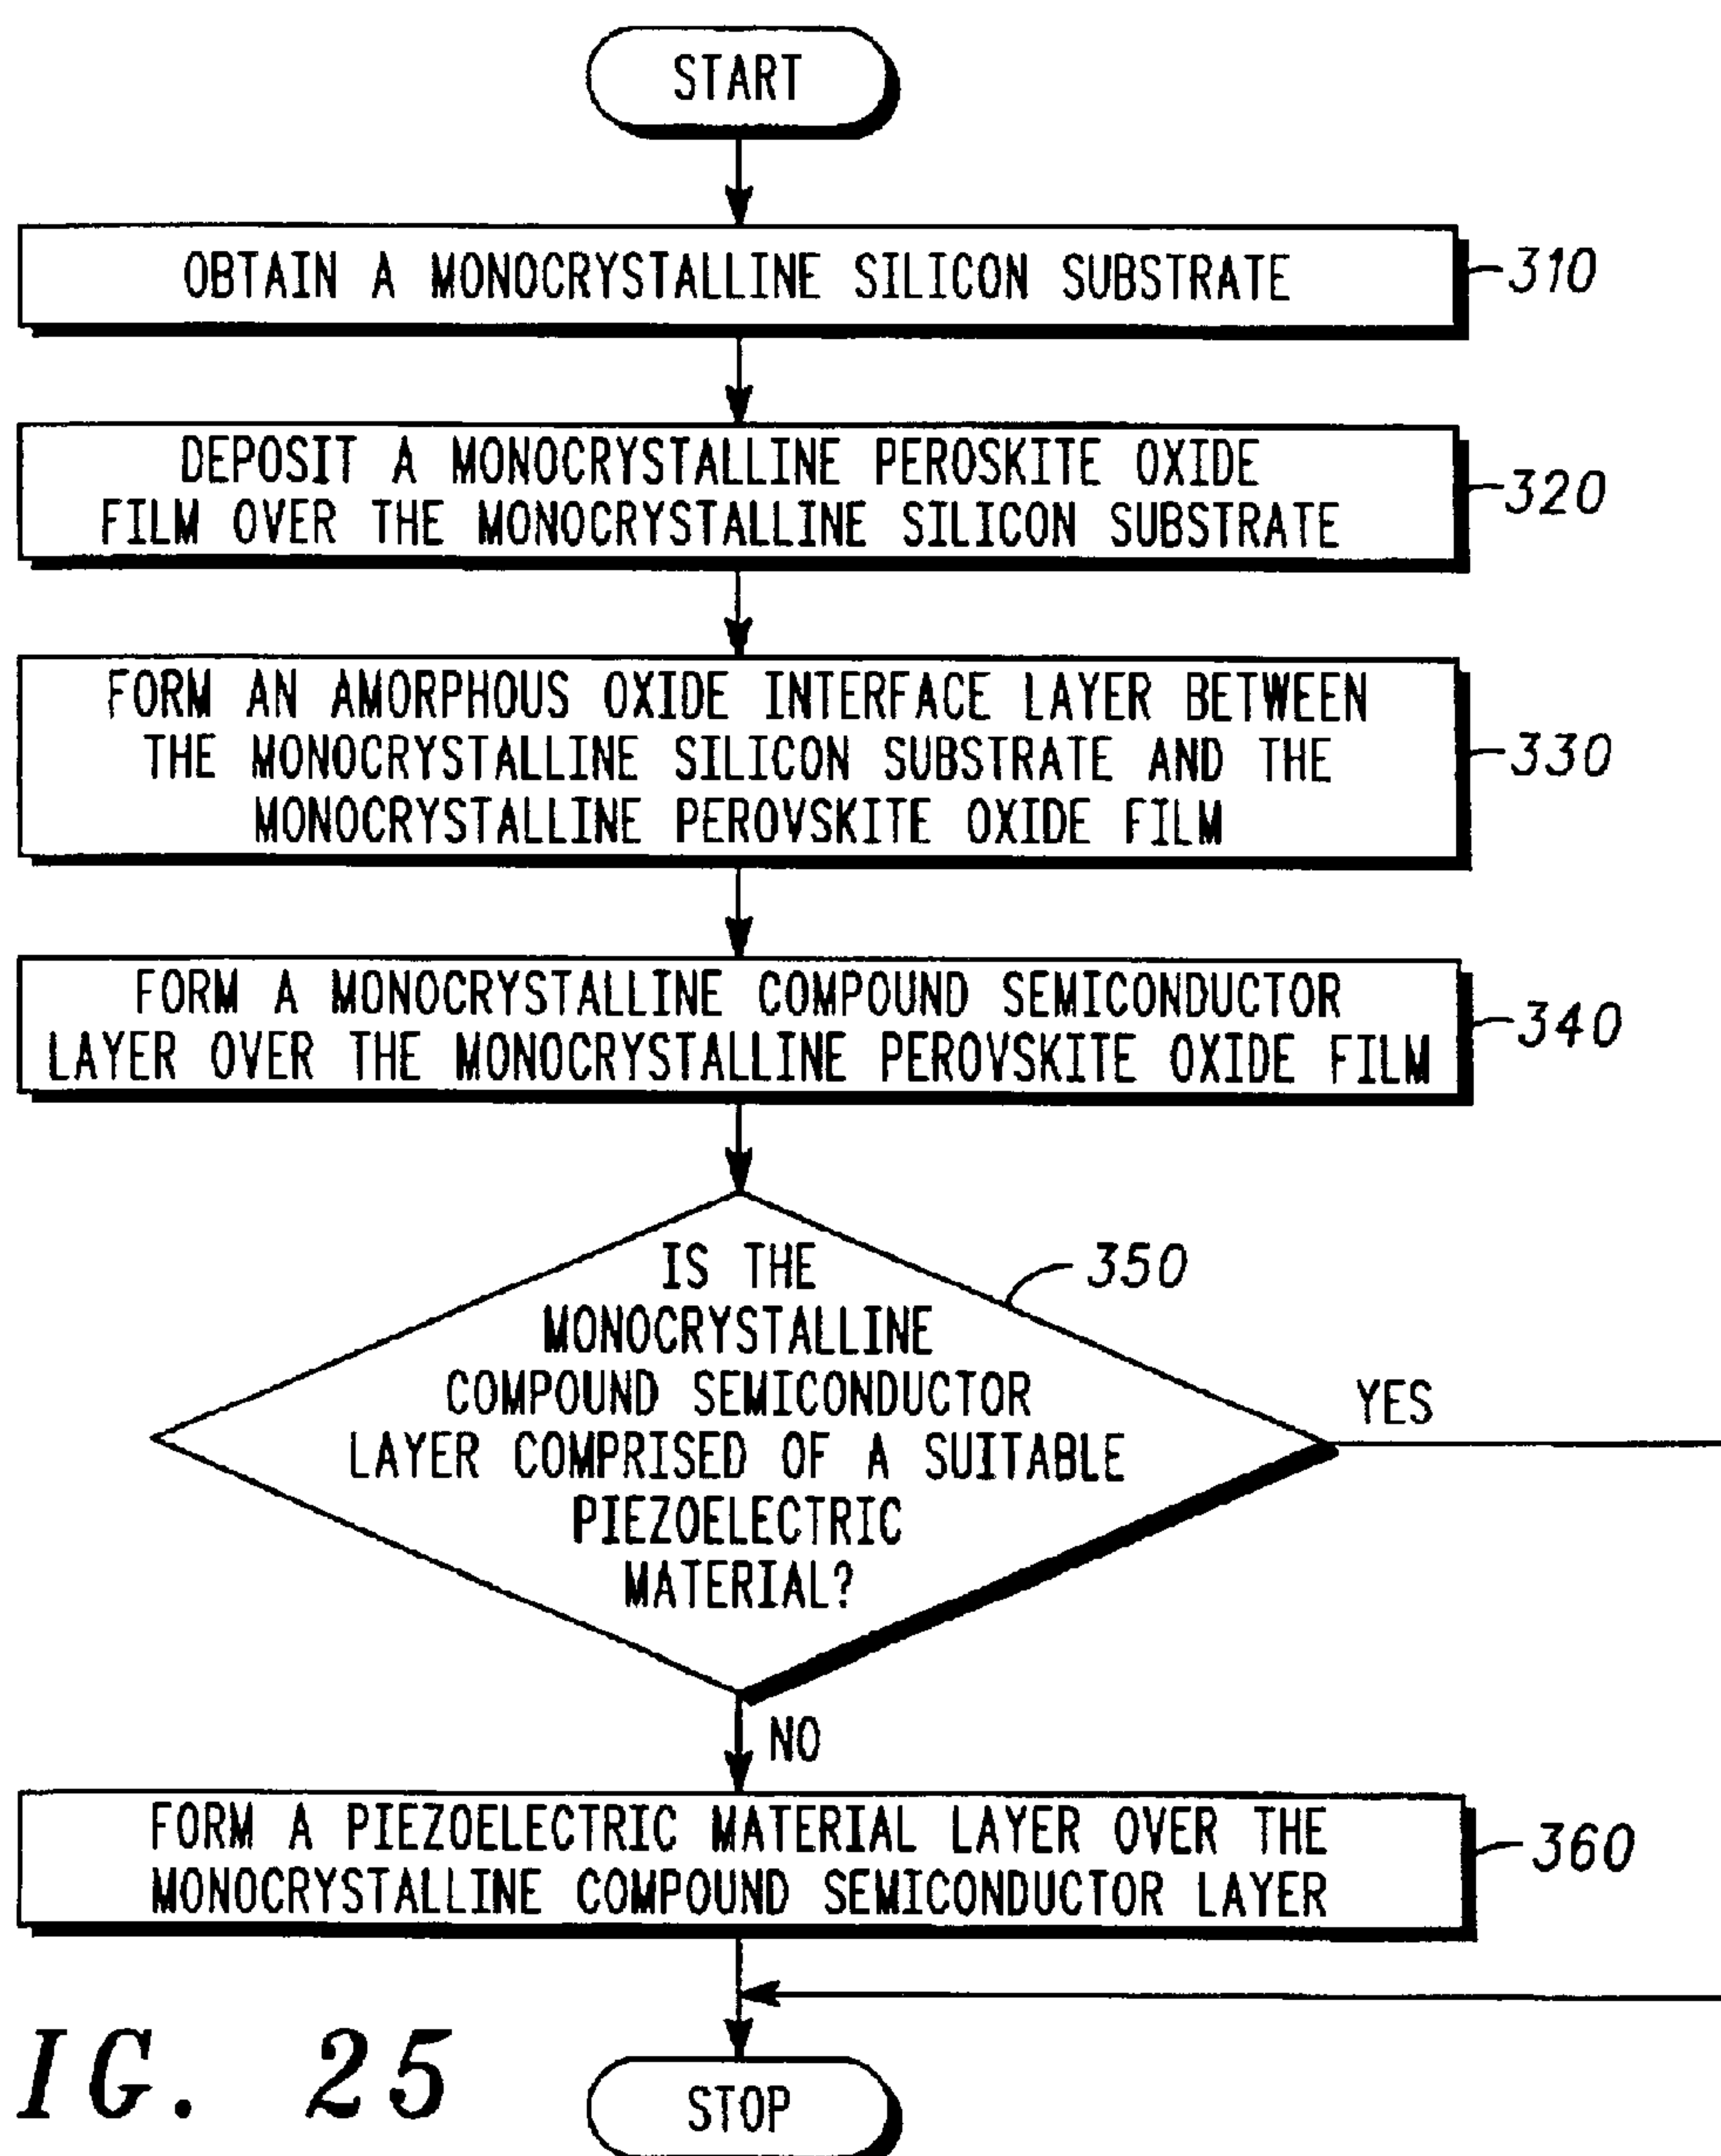 START
OBTAIN A MONOCRYSTALLINE SILICON SUBSTRATE
310
DEPOSIT A MONOCRYSTALLINE PEROSKITE OXIDE
FILM OVER THE MONOCRYSTALLINE SILICON SUBSTRATE
320
FORM AN AMORPHOUS OXIDE INTERFACE LAYER BETWEEN
THE MONOCRYSTALLINE SILICON SUBSTRATE AND THE
MONOCRYSTALLINE PEROVSKITE OXIDE FILM
330
FORM A MONOCRYSTALLINE COMPOUND SEMICONDUCTOR
LAYER OVER THE MONOCRYSTALLINE PEROVSKITE OXIDE FILM
340
IS THE
MONOCRYSTALLINE
COMPOUND SEMICONDUCTOR
LAYER COMPRISED OF A SUITABLE
PIEZOELECTRIC
MATERIAL?
350
YES
NO
FORM A PIEZOELECTRIC MATERIAL LAYER OVER THE
MONOCRYSTALLINE COMPOUND SEMICONDUCTOR LAYER
360
STOP
IG. 25